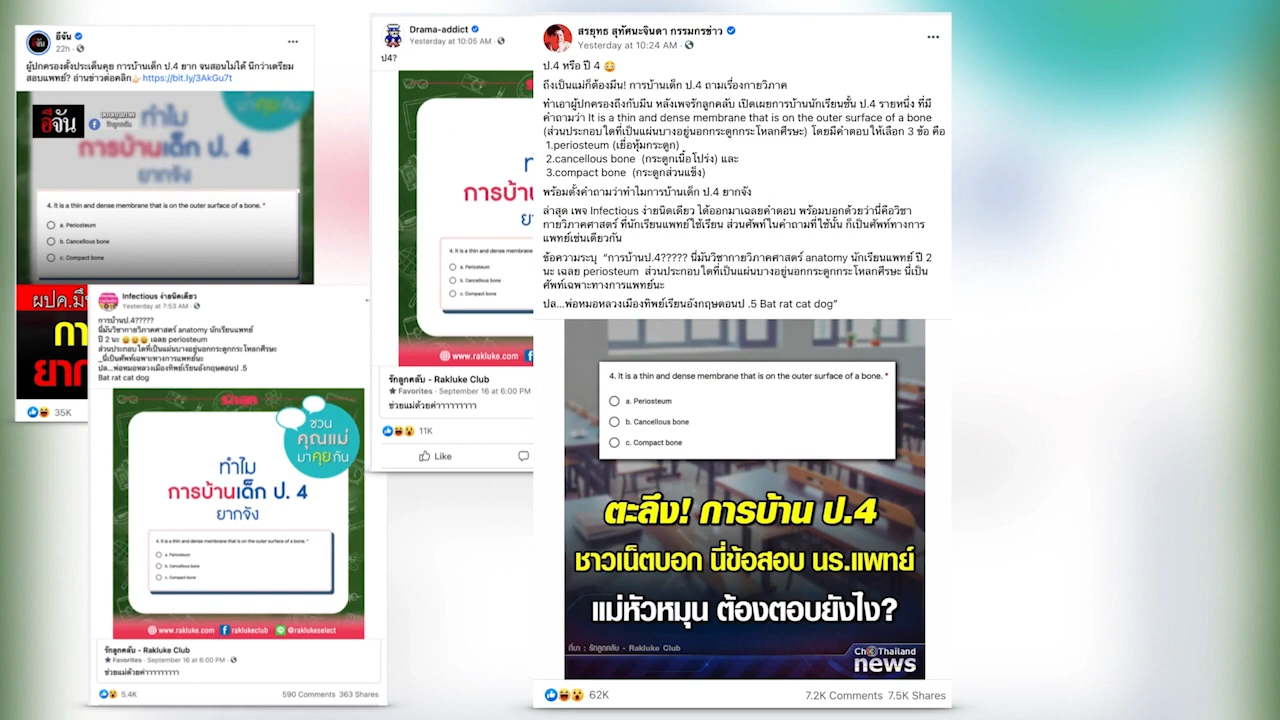 อีจัน
22h
ผู้ปกครองตั้งประเด็นคุย การบ้านเด็ก ป.4 ยาก จนสอนไม่ได้ นึกว่าเตรียม
สอบแพทย์? อ่านข่าวต่อคลิก👉🏻https://bit.ly/3AkGu7t
อีจัน
ขอบคุณภาพ
รักลูกคลับ
ทำไม
การบ้านเด็ก ป. 4
ยากจัง
4. It is a thin and dense membrane that is on the outer surface of a bone. *
a. Periosteum
b. Cancellous bone
c. Compact bone
ผปค.มึน
กา
ยาก
35K
Infectious ง่ายนิดเดียว
Yesterday at 7:53 AM
การบ้านป.4?????
นี่มันวิชากายวิภาคศาสตร์ anatomy นักเรียนแพทย์
ปี 2 นะ 😄😄😄 เฉลย periosteum
ส่วนประกอบใดที่เป็นแผ่นบางอยู่นอกกระดูกกระโหลกศีรษะ
_นี่เป็นศัพท์เฉพาะทางการแพทย์นะ
ปล...พ่อหมอหลวงเมืองทิพย์เรียนอังกฤษตอนป .5
Bat rat cat dog
รักลูก
ชวน
คุณแม่
มาคุยกัน
ทำไม
การบ้านเด็ก ป. 4
ยากจัง
4. It is a thin and dense membrane that is on the outer surface of a bone. *
a. Periosteum
b. Cancellous bone
c. Compact bone
www.rakluke.com
raklukeclub
@raklukeselect
รักลูกคลับ - Rakluke Club
Favorites · September 16 at 6:00 PM
ช่วยแม่ด้วยค่าาาาาาาาา
5.4K
590 Comments 363 Shares
Drama-addict
Yesterday at 10:05 AM
ป4?
ท
การบ้าน
ย
4. It is a thin and dense membrane
a. Periosteum
b. Cancellous bone
c. Compact bone
www.rakluke.com
รักลูกคลับ - Rakluke Club
Favorites · September 16 at 6:00 PM
ช่วยแม่ด้วยค่าาาาาาาาา
11K
Like
สรยุทธ สุทัศนะจินดา กรรมกรข่าว
Yesterday at 10:24 AM
ป.4 หรือ ปี 4 😳
ถึงเป็นแม่ก็ต้องมึน! การบ้านเด็ก ป.4 ถามเรื่องกายวิภาค
ทำเอาผู้ปกครองถึงกับมึน หลังเพจรักลูกคลับ เปิดเผยการบ้านนักเรียนชั้น ป.4 รายหนึ่ง ที่มี
คำถามว่า It is a thin and dense membrane that is on the outer surface of a bone
(ส่วนประกอบใดที่เป็นแผ่นบางอยู่นอกกระดูกกระโหลกศีรษะ) โดยมีคำตอบให้เลือก 3 ข้อ คือ
1.periosteum (เยื่อหุ้มกระดูก)
2.cancellous bone (กระดูกเนื้อโปร่ง) และ
3.compact bone (กระดูกส่วนแข็ง)
พร้อมตั้งคำถามว่าทำไมการบ้านเด็ก ป.4 ยากจัง
ล่าสุด เพจ Infectious ง่ายนิดเดียว ได้ออกมาเฉลยคำตอบ พร้อมบอกด้วยว่านี่คือวิชา
กายวิภาคศาสตร์ ที่นักเรียนแพทย์ใช้เรียน ส่วนศัพท์ในคำถามที่ใช้นั้น ก็เป็นศัพท์ทางการ
แพทย์เช่นเดียวกัน
ข้อความระบุ “การบ้านป.4????? นี่มันวิชากายวิภาคศาสตร์ anatomy นักเรียนแพทย์ ปี 2
นะ เฉลย periosteum ส่วนประกอบใดที่เป็นแผ่นบางอยู่นอกกระดูกกระโหลกศีรษะ นี่เป็น
ศัพท์เฉพาะทางการแพทย์นะ
ปล...พ่อหมอหลวงเมืองทิพย์เรียนอังกฤษตอนป .5 Bat rat cat dog”
4. It is a thin and dense membrane that is on the outer surface of a bone. *
a. Periosteum
b. Cancellous bone
c. Compact bone
ตะลึง! การบ้าน ป.4
ชาวเน็ตบอก นี่ข้อสอบ นร.แพทย์
แม่หัวหมุน ต้องตอบยังไง?
ที่มา : รักลูกคลับ - Rakluke Club
Ch3Thailand
news
62K
7.2K Comments 7.5K Shares